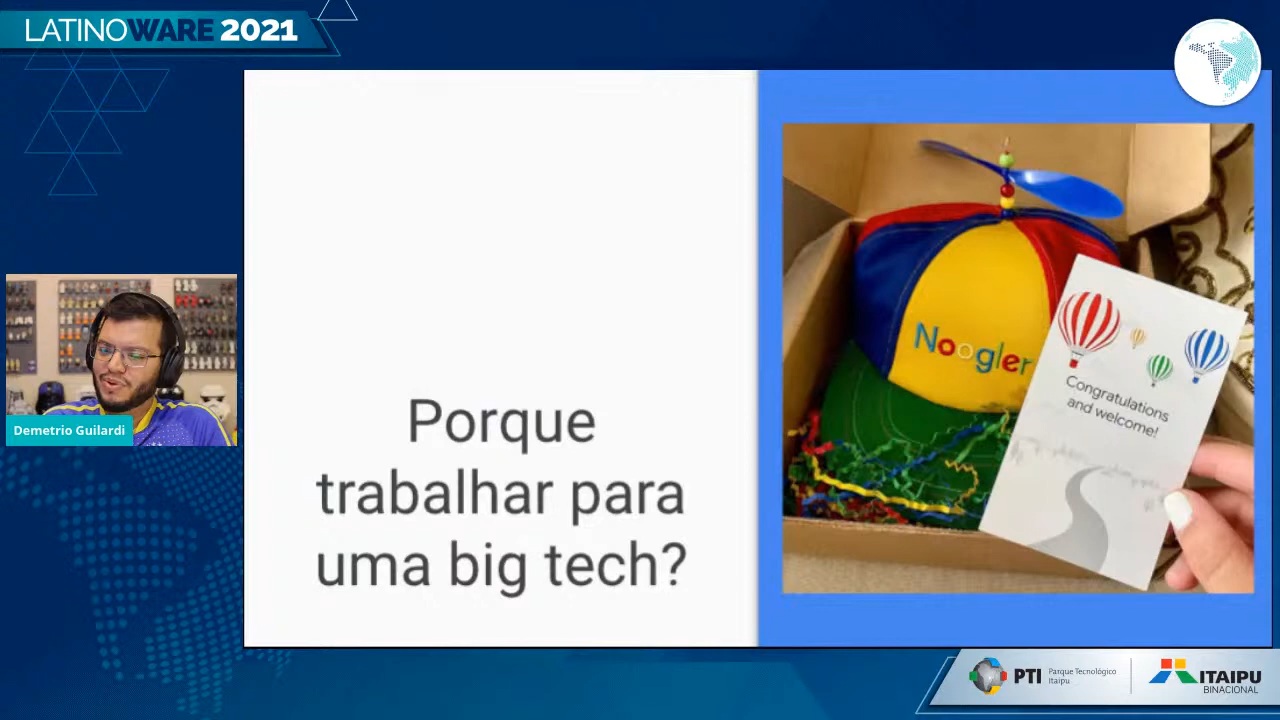 LATINOWARE 2021
Porque
trabalhar para
uma big tech?
Noogler
Congratulations
and welcome!
Demetrio Guilardi
PTI Parque Tecnológico
Itaipu
ITAIPU
BINACIONAL